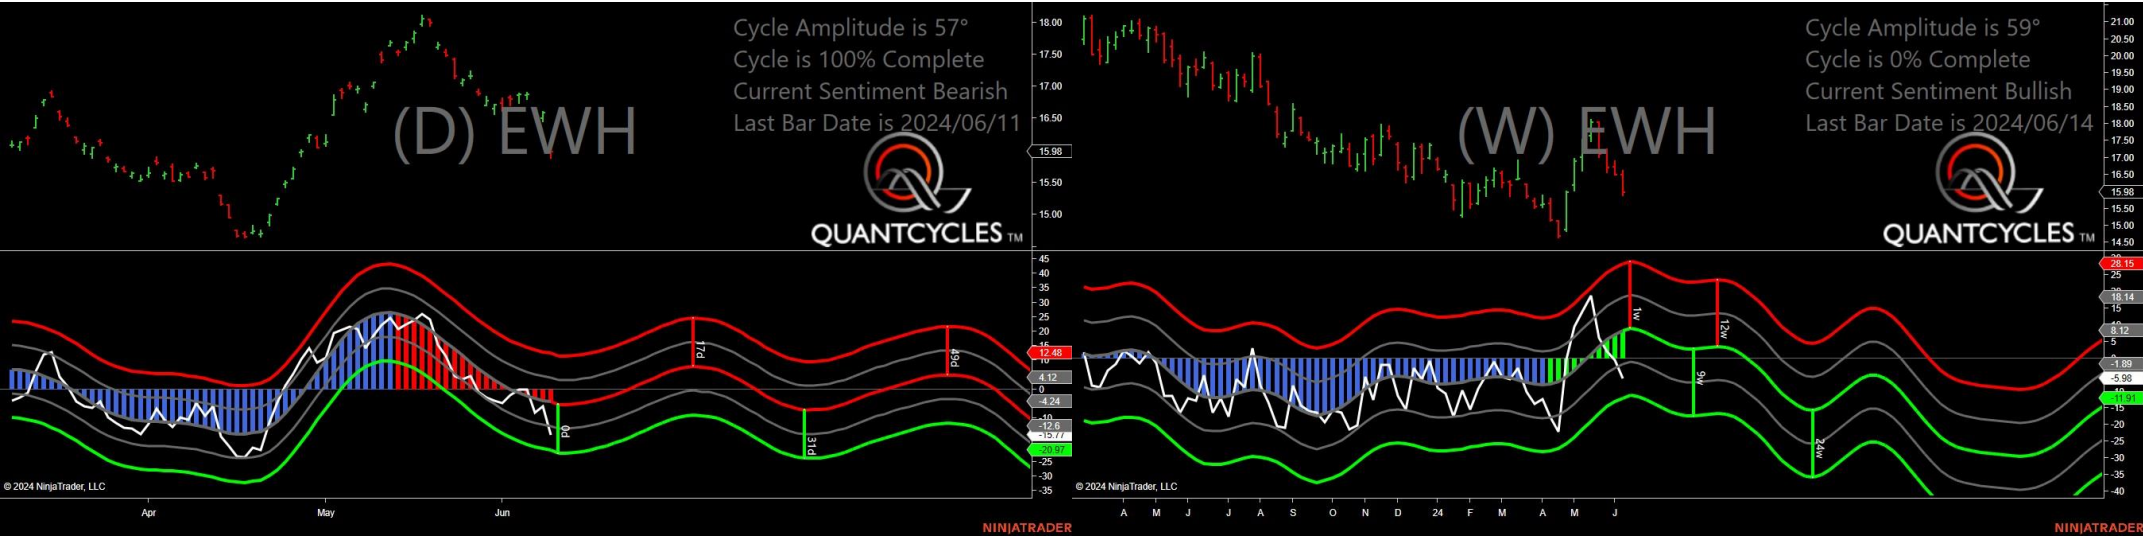 Cycle Amplitude is 57°
Cycle is 100% Complete
Current Sentiment Bearish
Last Bar Date is 2024/06/11
(D) EWH
QUANTCYCLES TM
18.00
17.50
17.00
16.50
15.98
15.50
15.00
45
40
35
30
25
20
15
12.48
4.12
0
-4.24
-10
-12.6
-15.77
-20.97
-25
-30
-35
0d
17d
31d
49d
© 2024 NinjaTrader, LLC
Apr May Jun
NINJATRADER
Cycle Amplitude is 59°
Cycle is 0% Complete
Current Sentiment Bullish
Last Bar Date is 2024/06/14
(W) EWH
QUANTCYCLES TM
21.00
20.50
20.00
19.50
19.00
18.50
18.00
17.50
17.00
16.50
15.98
15.50
15.00
14.50
28.15
25
18.14
15
8.12
5
-1.89
-5.98
-11.91
-15
-20
-25
-30
-35
-40
1w
9w
12w
24w
© 2024 NinjaTrader, LLC
A M J J A S O N D 24 F M A M J
NINJATRADER